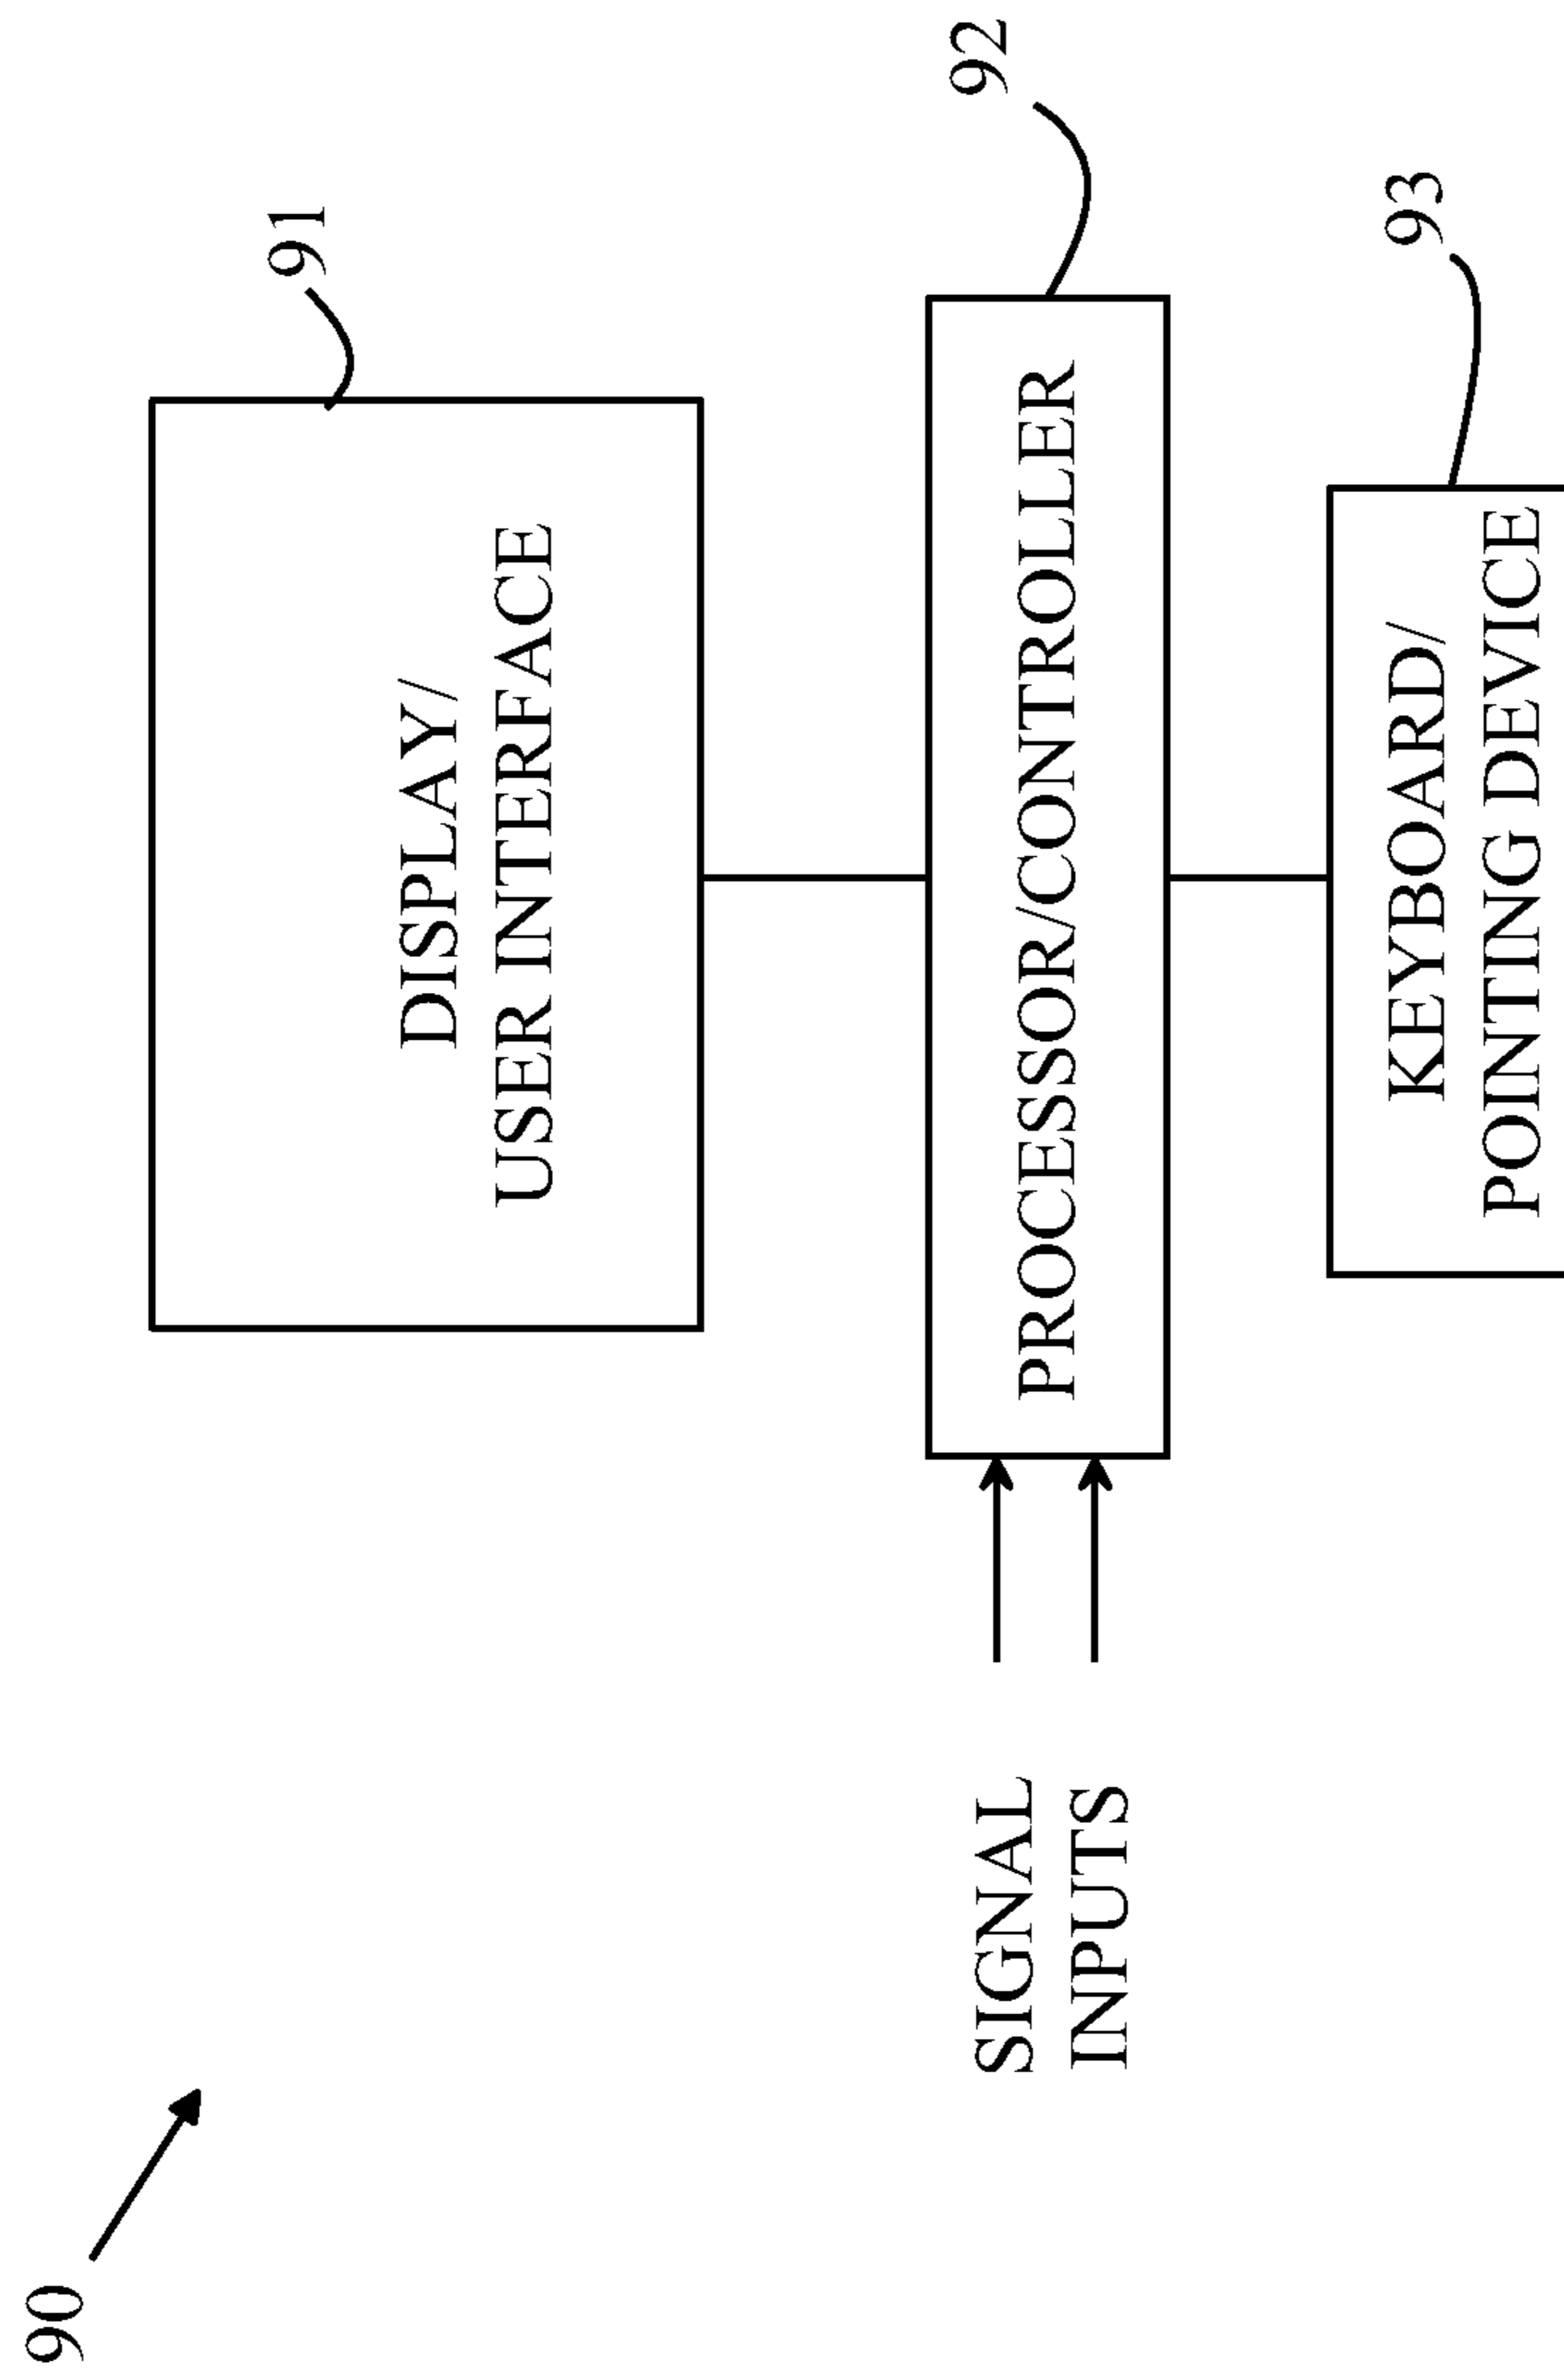 90
91
DISPLAY/
USER INTERFACE
92
SIGNAL
INPUTS
PROCESSOR/CONTROLLER
93
KEYBOARD/
POINTING DEVICE